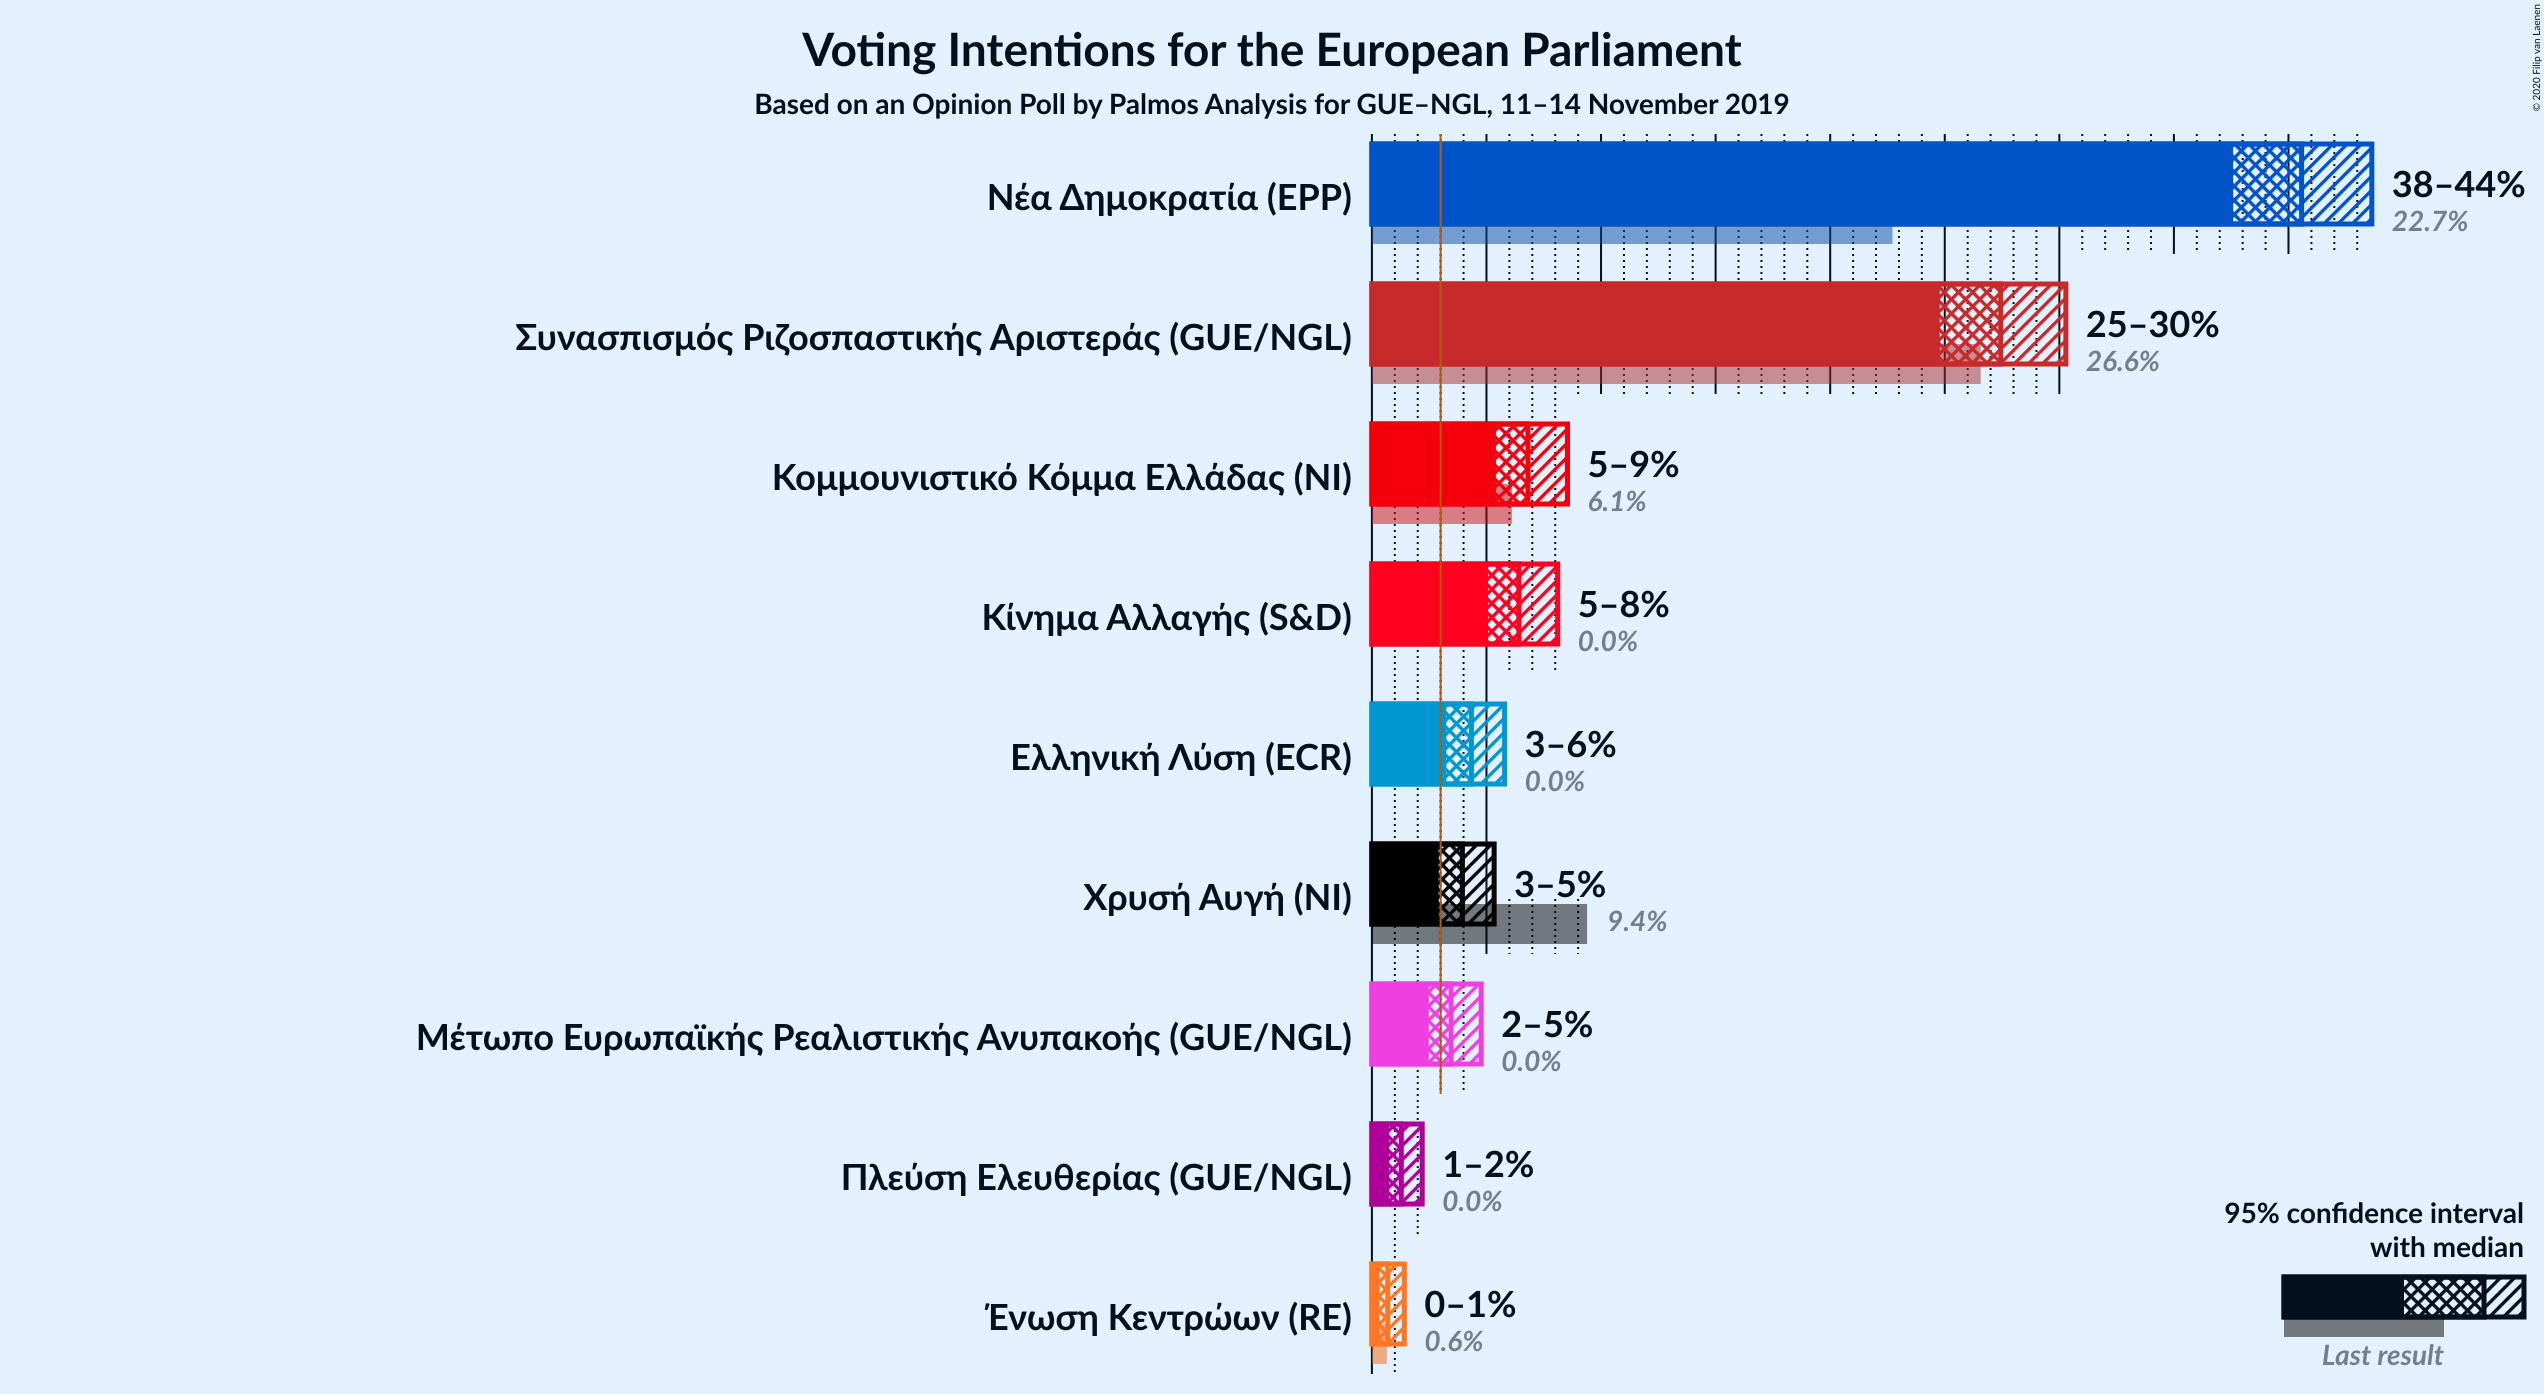 © 2020 Filip van Laenen
Voting Intentions for the European Parliament
Based on an Opinion Poll by Palmos Analysis for GUE–NGL, 11–14 November 2019
Νέα Δημοκρατία (EPP)
38–44%
22.7%
Συνασπισμός Ριζοσπαστικής Αριστεράς (GUE/NGL)
25–30%
26.6%
Κομμουνιστικό Κόμμα Ελλάδας (NI)
5–9%
6.1%
Κίνημα Αλλαγής (S&D)
5–8%
0.0%
Ελληνική Λύση (ECR)
3–6%
0.0%
Χρυσή Αυγή (NI)
3–5%
9.4%
Μέτωπο Ευρωπαϊκής Ρεαλιστικής Ανυπακοής (GUE/NGL)
2–5%
0.0%
Πλεύση Ελευθερίας (GUE/NGL)
1–2%
0.0%
Ένωση Κεντρώων (RE)
0–1%
0.6%
95% confidence interval
with median
Last result